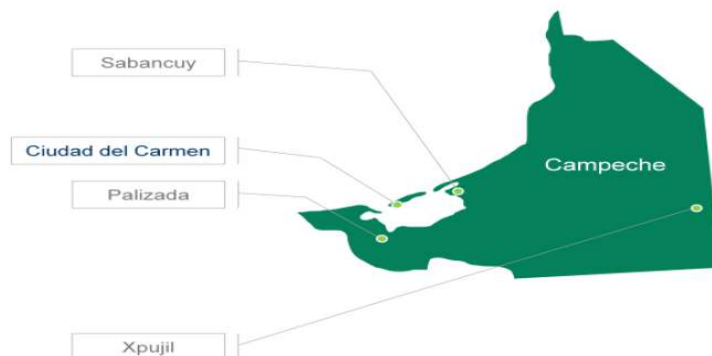 Sabancuy
Ciudad del Carmen
Campeche
Palizada
Xpujil